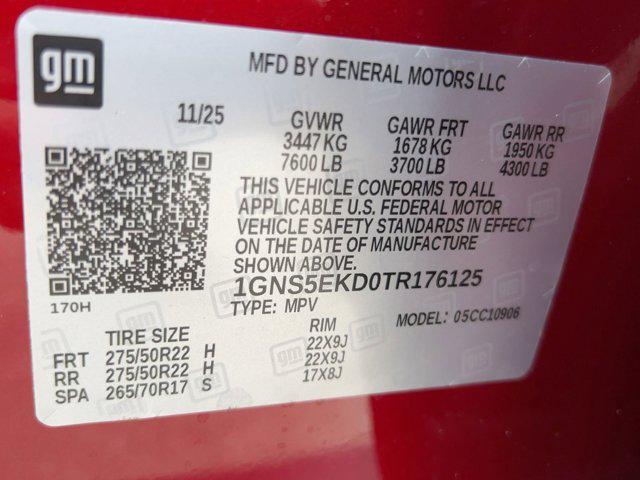 gm
MFD BY GENERAL MOTORS LLC
11/25
GVWR GAWR FRT GAWR RR
3447 KG 1678 KG 1950 KG
7600 LB 3700 LB 4300 LB
THIS VEHICLE CONFORMS TO ALL
APPLICABLE U.S. FEDERAL MOTOR
VEHICLE SAFETY STANDARDS IN EFFECT
ON THE DATE OF MANUFACTURE
SHOWN ABOVE.
1GNS5EKD0TR176125
170H
TYPE: MPV MODEL: 05CC10906
TIRE SIZE RIM
FRT 275/50R22 H 22X9J
RR 275/50R22 H 22X9J
SPA 265/70R17 S 17X8J